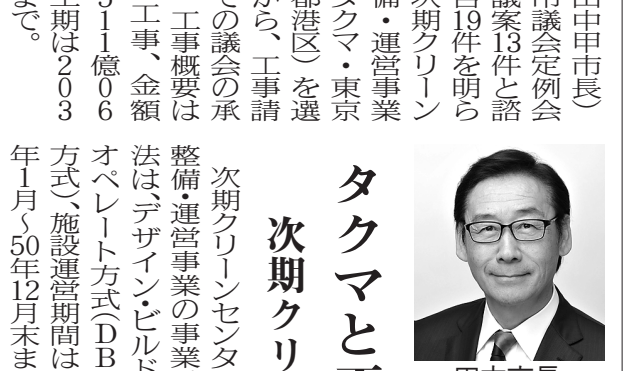 田中甲市長）
市議会定例会
議案13件と諮
告19件を明ら
次期クリーン
備・運営事業
タクマ・東京
都港区）を選
から、工事請
ての議会の承
工事概要は
工事、金額
11億06
工期は203
まで。
田中市長
タクマと
次期クリ
次期クリーンセンタ
整備・運営事業の事業
法は、デザイン・ビルド
オペレート方式（DB
方式）、施設運営期間は
年1月～50年12月末ま